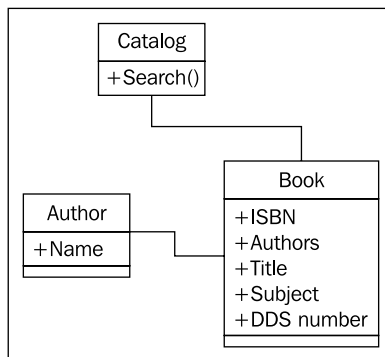 Catalog
+Search()
Author
+Name
Book
+ISBN
+Authors
+Title
+Subject
+DDS number